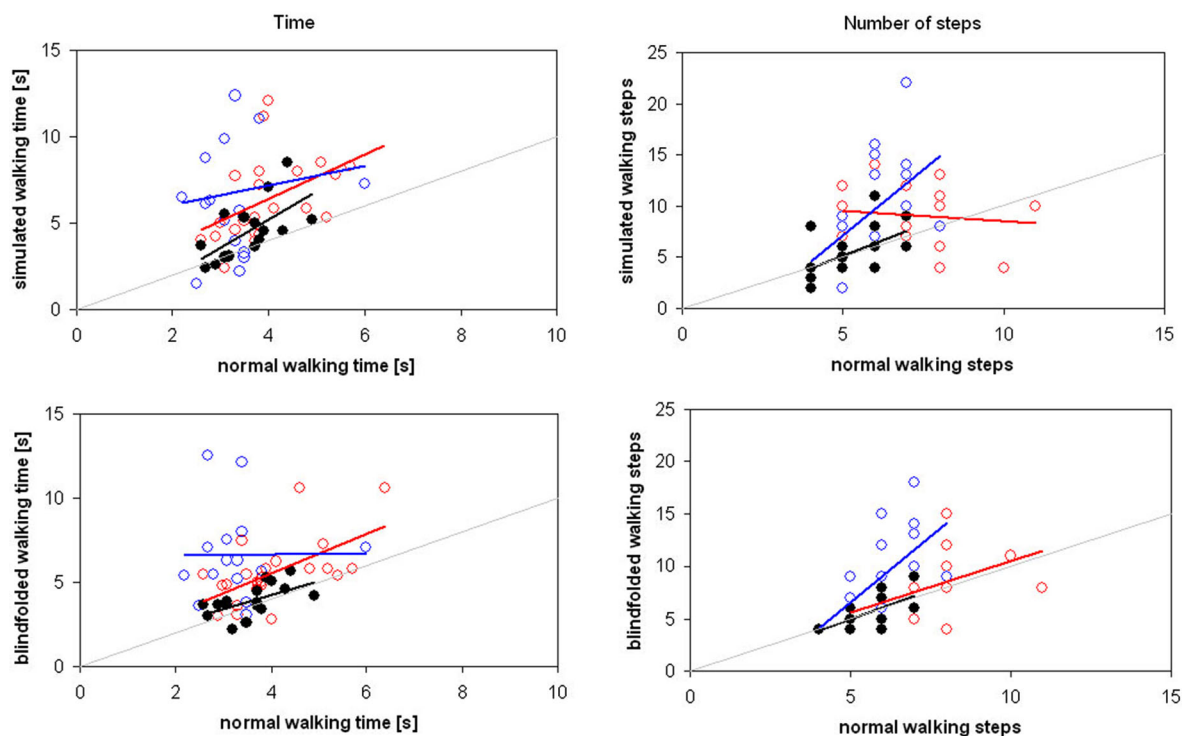 Time
Number of steps
simulated walking time [s]
15
10
5
0
0 2 4 6 8 10
normal walking time [s]
simulated walking steps
25
20
15
10
5
0
0 5 10 15
normal walking steps
blindfolded walking time [s]
15
10
5
0
0 2 4 6 8 10
normal walking time [s]
blindfolded walking steps
25
20
15
10
5
0
0 5 10 15
normal walking steps